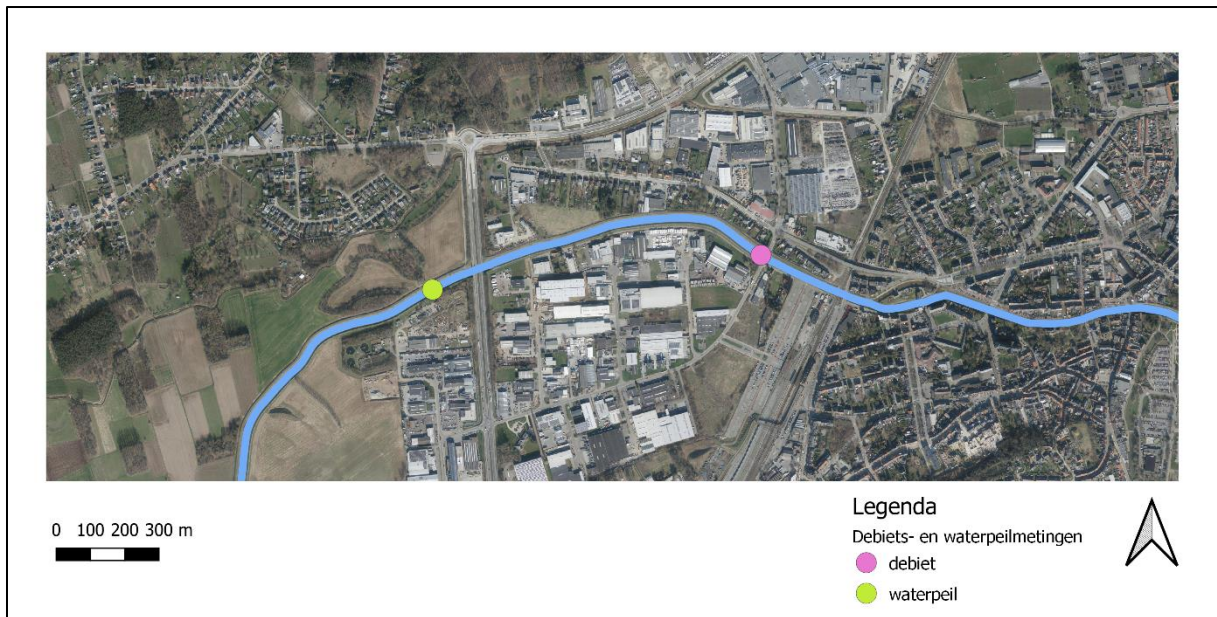 0 100 200 300 m
Legenda
Debiets- en waterpeilmetingen
debiet
waterpeil